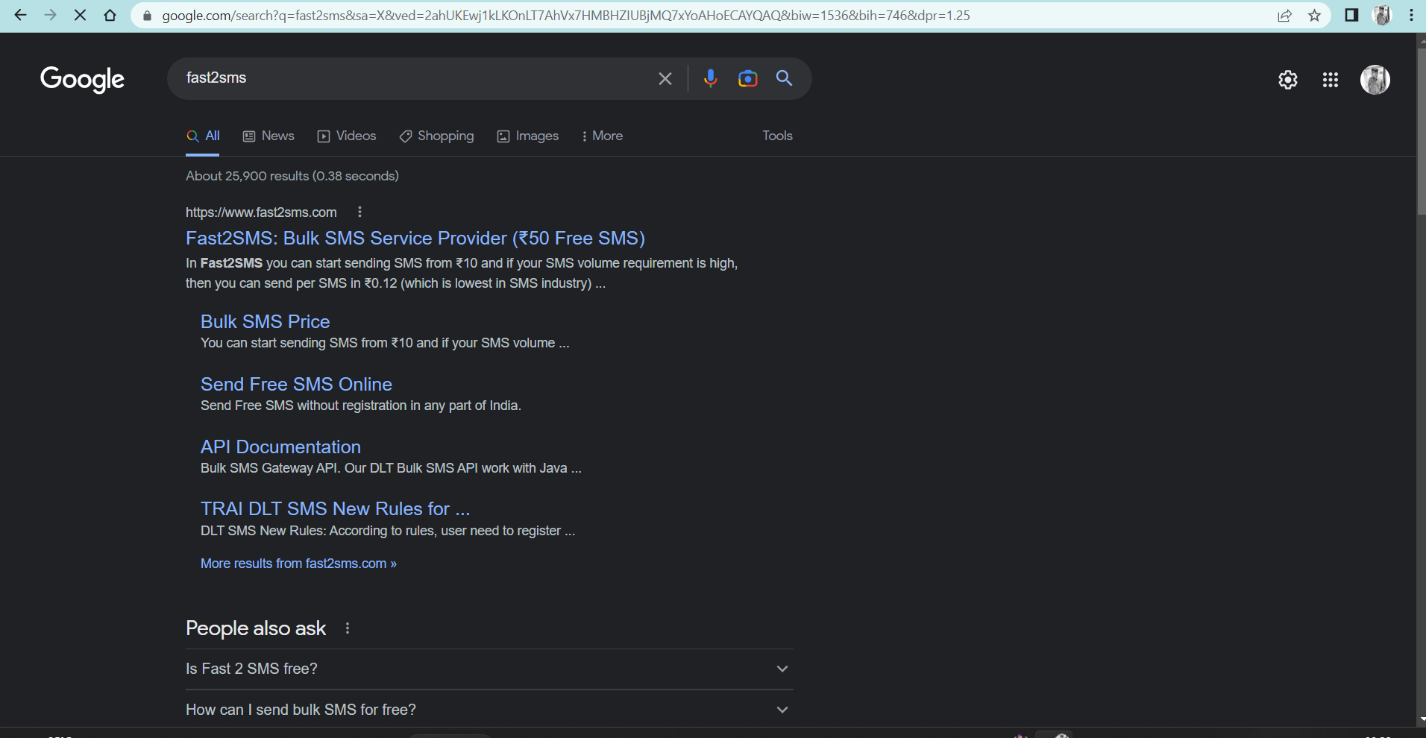 google.com/search?q=fast2sms&sa=X&ved=2ahUKEwj1kLKOnLT7AhVx7HMBHZIUBjMQ7xYoAHoECAYQAQ&biw=1536&bih=746&dpr=1.25
Google
fast2sms
All News Videos Shopping Images More Tools
About 25,900 results (0.38 seconds)
https://www.fast2sms.com
Fast2SMS: Bulk SMS Service Provider (₹50 Free SMS)
In Fast2SMS you can start sending SMS from ₹10 and if your SMS volume requirement is high,
then you can send per SMS in ₹0.12 (which is lowest in SMS industry) ...
Bulk SMS Price
You can start sending SMS from ₹10 and if your SMS volume ...
Send Free SMS Online
Send Free SMS without registration in any part of India.
API Documentation
Bulk SMS Gateway API. Our DLT Bulk SMS API work with Java ...
TRAI DLT SMS New Rules for ...
DLT SMS New Rules: According to rules, user need to register ...
More results from fast2sms.com »
People also ask
Is Fast 2 SMS free?
How can I send bulk SMS for free?